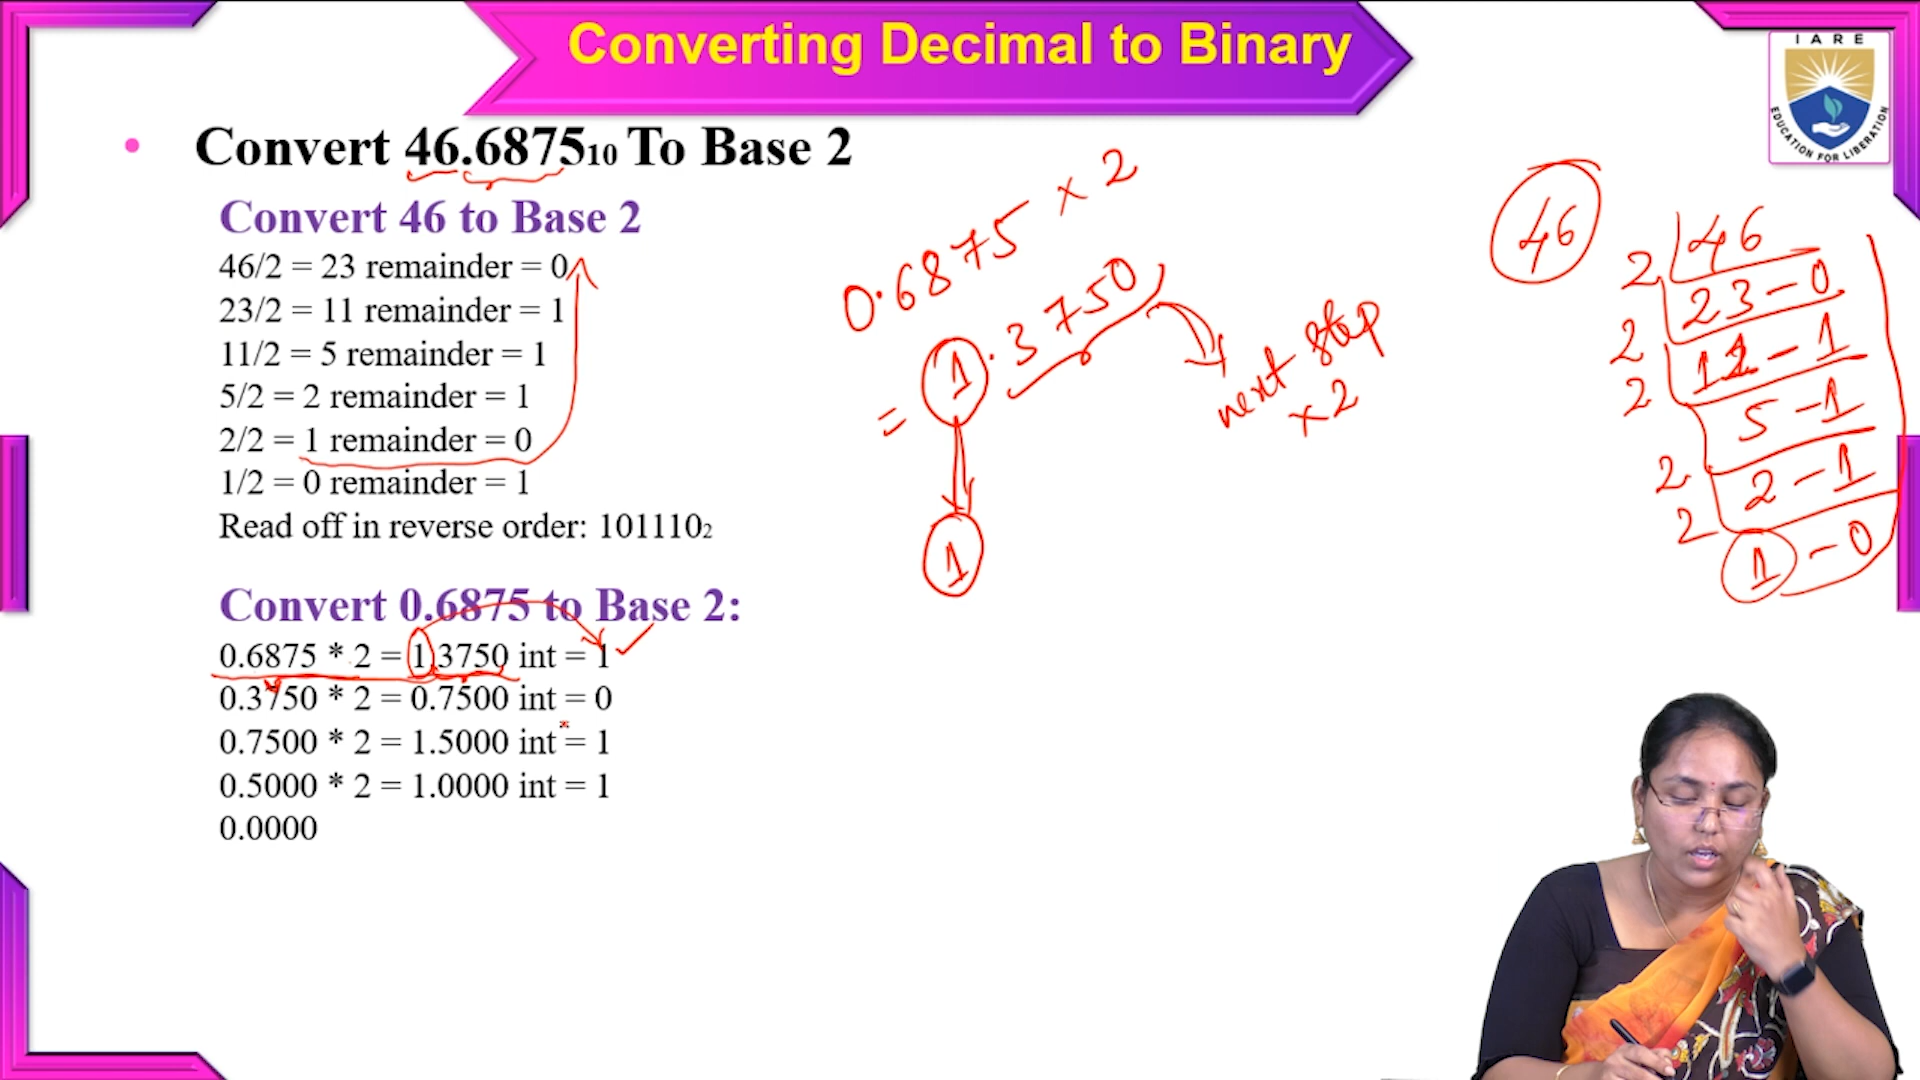 Converting Decimal to Binary
IARE
EDUCATION FOR LIBERATION
• Convert 46.6875₁₀ To Base 2
Convert 46 to Base 2
46/2 = 23 remainder = 0
23/2 = 11 remainder = 1
11/2 = 5 remainder = 1
5/2 = 2 remainder = 1
2/2 = 1 remainder = 0
1/2 = 0 remainder = 1
Read off in reverse order: 101110₂
Convert 0.6875 to Base 2:
0.6875 * 2 = 1.3750 int = 1
0.3750 * 2 = 0.7500 int = 0
0.7500 * 2 = 1.5000 int = 1
0.5000 * 2 = 1.0000 int = 1
0.0000
0.6875 × 2
= 1.3750
next step
×2
1
46
2 46
2 23 - 0
2 11 - 1
5 - 1
2 2 - 1
2 1 - 0